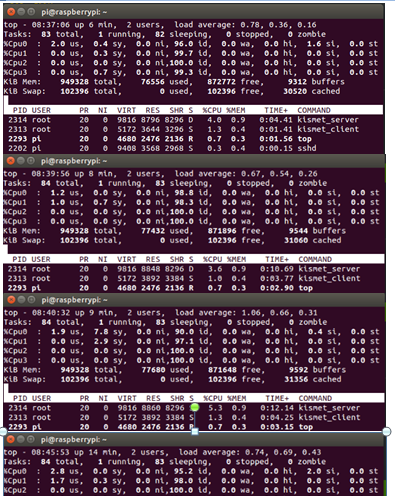 pi@raspberrypi: ~
top - 08:37:06 up 6 min, 2 users, load average: 0.78, 0.36, 0.16
Tasks: 83 total, 1 running, 82 sleeping, 0 stopped, 0 zombie
%Cpu0 : 2.0 us, 0.4 sy, 0.0 ni, 96.0 id, 0.0 wa, 0.0 hi, 1.6 si, 0.0 st
%Cpu1 : 0.0 us, 0.3 sy, 0.0 ni, 99.7 id, 0.0 wa, 0.0 hi, 0.0 si, 0.0 st
%Cpu2 : 0.0 us, 0.0 sy, 0.0 ni,100.0 id, 0.0 wa, 0.0 hi, 0.0 si, 0.0 st
%Cpu3 : 0.0 us, 0.7 sy, 0.0 ni, 99.3 id, 0.0 wa, 0.0 hi, 0.0 si, 0.0 st
KiB Mem: 949328 total, 76556 used, 872772 free, 9312 buffers
KiB Swap: 102396 total, 0 used, 102396 free, 30820 cached
PID USER PR NI VIRT RES SHR S %CPU %MEM TIME+ COMMAND
2314 root 20 0 9816 8796 8296 D 4.0 0.9 0:04.41 kismet_server
2313 root 20 0 5172 3644 3296 S 1.3 0.4 0:01.41 kismet_client
2293 pi 20 0 4680 2476 2136 R 0.7 0.3 0:01.56 top
2202 pi 20 0 9408 3568 2968 S 0.3 0.4 0:00.15 sshd
pi@raspberrypi: ~
top - 08:39:56 up 8 min, 2 users, load average: 0.67, 0.54, 0.26
Tasks: 84 total, 1 running, 83 sleeping, 0 stopped, 0 zombie
%Cpu0 : 1.2 us, 0.0 sy, 0.0 ni, 98.8 id, 0.0 wa, 0.0 hi, 0.0 si, 0.0 st
%Cpu1 : 1.0 us, 0.7 sy, 0.0 ni, 98.3 id, 0.0 wa, 0.0 hi, 0.0 si, 0.0 st
%Cpu2 : 0.0 us, 0.0 sy, 0.0 ni,100.0 id, 0.0 wa, 0.0 hi, 0.0 si, 0.0 st
%Cpu3 : 0.0 us, 0.0 sy, 0.0 ni,100.0 id, 0.0 wa, 0.0 hi, 0.0 si, 0.0 st
KiB Mem: 949328 total, 77432 used, 871896 free, 9544 buffers
KiB Swap: 102396 total, 0 used, 102396 free, 31060 cached
PID USER PR NI VIRT RES SHR S %CPU %MEM TIME+ COMMAND
2314 root 20 0 9816 8848 8296 D 3.6 0.9 0:10.69 kismet_server
2313 root 20 0 5172 3892 3384 S 1.0 0.4 0:03.77 kismet_client
2293 pi 20 0 4680 2476 2136 R 0.7 0.3 0:02.90 top
pi@raspberrypi: ~
top - 08:40:32 up 9 min, 2 users, load average: 1.06, 0.66, 0.31
Tasks: 84 total, 1 running, 83 sleeping, 0 stopped, 0 zombie
%Cpu0 : 1.9 us, 7.8 sy, 0.0 ni, 90.0 id, 0.0 wa, 0.0 hi, 0.4 si, 0.0 st
%Cpu1 : 0.0 us, 2.9 sy, 0.0 ni, 97.1 id, 0.0 wa, 0.0 hi, 0.0 si, 0.0 st
%Cpu2 : 0.0 us, 0.0 sy, 0.0 ni,100.0 id, 0.0 wa, 0.0 hi, 0.0 si, 0.0 st
%Cpu3 : 0.0 us, 0.0 sy, 0.0 ni,100.0 id, 0.0 wa, 0.0 hi, 0.0 si, 0.0 st
KiB Mem: 949328 total, 77680 used, 871648 free, 9592 buffers
KiB Swap: 102396 total, 0 used, 102396 free, 31356 cached
PID USER PR NI VIRT RES SHR S %CPU %MEM TIME+ COMMAND
2314 root 20 0 9816 8860 8296 5.3 0.9 0:12.14 kismet_server
2313 root 20 0 5172 3892 3384 S 1.3 0.4 0:04.25 kismet_client
2293 pi 20 0 4680 2476 2136 R 0.7 0.3 0:03.15 top
pi@raspberrypi: ~
top - 08:45:53 up 14 min, 2 users, load average: 0.74, 0.69, 0.43
Tasks: 84 total, 1 running, 83 sleeping, 0 stopped, 0 zombie
%Cpu0 : 2.8 us, 0.0 sy, 0.0 ni, 95.2 id, 0.0 wa, 0.0 hi, 2.0 si, 0.0 st
%Cpu1 : 1.7 us, 0.3 sy, 0.0 ni, 98.0 id, 0.0 wa, 0.0 hi, 0.0 si, 0.0 st
%Cpu2 : 0.0 us, 0.0 sy, 0.0 ni,100.0 id, 0.0 wa, 0.0 hi, 0.0 si, 0.0 st